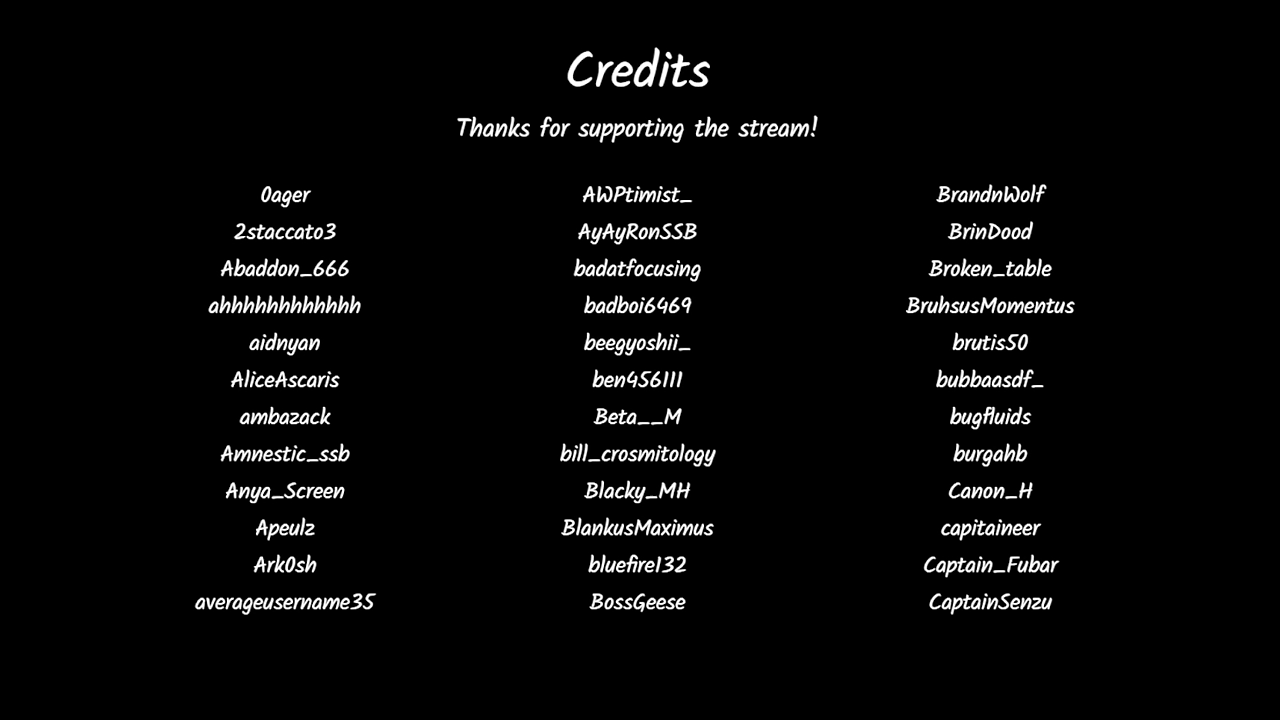 Credits
Thanks for supporting the stream!
0ager
2staccato3
Abaddon_666
ahhhhhhhhhhhh
aidnyan
AliceAscaris
ambazack
Amnestic_ssb
Anya_Screen
Apeulz
Ark0sh
averageusername35
AWPtimist_
AyAyRonSSB
badatfocusing
badboi6469
beegyoshii_
ben456111
Beta__M
bill_crosmitology
Blacky_MH
BlankusMaximus
bluefire132
BossGeese
BrandnWolf
BrinDood
Broken_table
BruhsusMomentus
brutis50
bubbaasdf_
bugfluids
burgahb
Canon_H
capitaineer
Captain_Fubar
CaptainSenzu